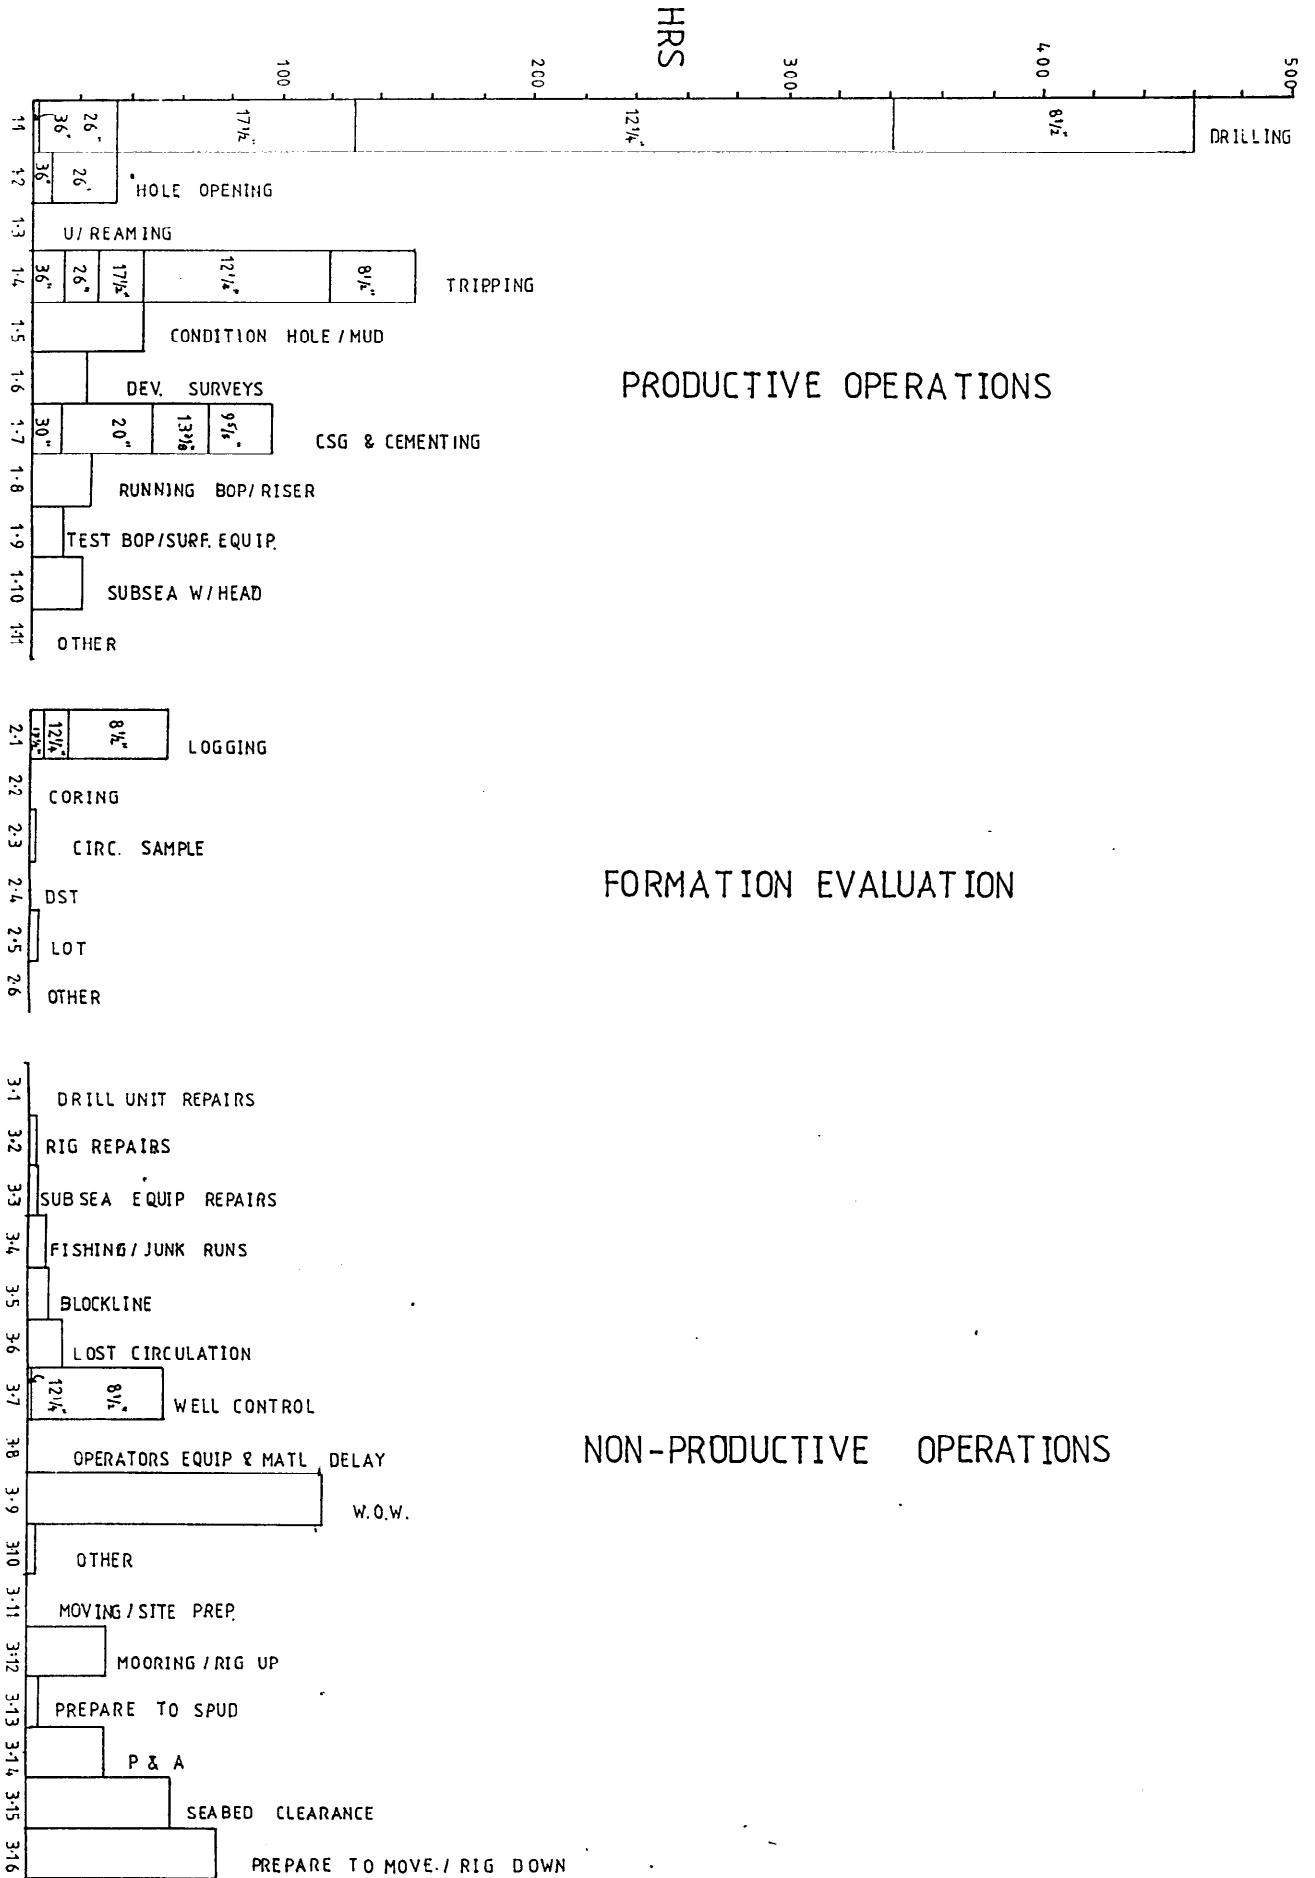 HRS
100
200
300
400
500
1·1
36"
26"
17½"
12¼"
8½"
DRILLING
1·2
36"
26'
HOLE OPENING
1·3
U/REAMING
1·4
36"
26"
17½"
12¼"
8½"
TRIPPING
1·5
CONDITION HOLE / MUD
1·6
DEV. SURVEYS
1·7
30"
20"
13 3/8"
9 5/8"
CSG & CEMENTING
PRODUCTIVE OPERATIONS
1·8
RUNNING BOP/RISER
1·9
TEST BOP/SURF. EQUIP.
1·10
SUBSEA W/HEAD
1·11
OTHER
2·1
12¼"
8½"
LOGGING
2·2
CORING
2·3
CIRC. SAMPLE
2·4
DST
2·5
LOT
2·6
OTHER
FORMATION EVALUATION
3·1
DRILL UNIT REPAIRS
3·2
RIG REPAIRS
3·3
SUBSEA EQUIP REPAIRS
3·4
FISHING/JUNK RUNS
3·5
BLOCKLINE
3·6
LOST CIRCULATION
3·7
12¼"
8½"
WELL CONTROL
3·8
OPERATORS EQUIP & MATL DELAY
3·9
W.O.W.
3·10
OTHER
NON-PRODUCTIVE OPERATIONS
3·11
MOVING/SITE PREP.
3·12
MOORING/RIG UP
3·13
PREPARE TO SPUD
3·14
P & A
3·15
SEABED CLEARANCE
3·16
PREPARE TO MOVE./ RIG DOWN